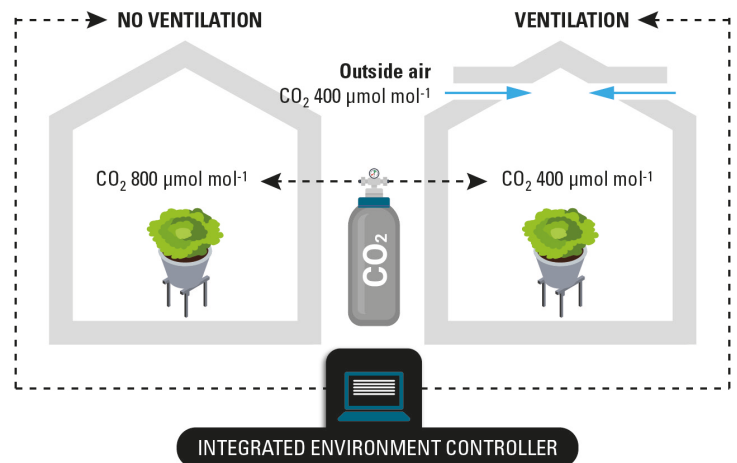 NO VENTILATION
VENTILATION
Outside air
CO₂ 400 µmol mol⁻¹
CO₂ 800 µmol mol⁻¹
CO₂ 400 µmol mol⁻¹
CO₂
INTEGRATED ENVIRONMENT CONTROLLER